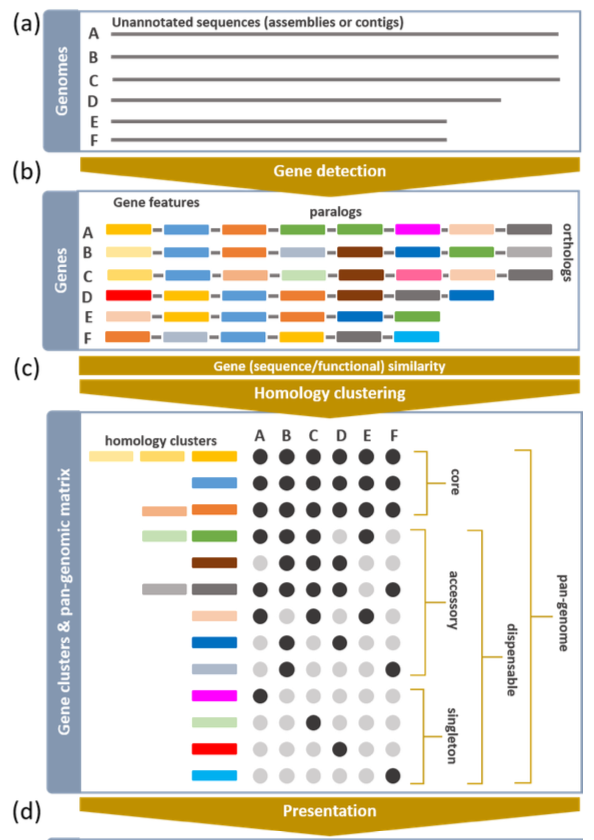 (a)
Genomes
Unannotated sequences (assemblies or contigs)
A
B
C
D
E
F
Gene detection
(b)
Genes
Gene features
paralogs
orthologs
A
B
C
D
E
F
Gene (sequence/functional) similarity
(c)
Homology clustering
Gene clusters & pan-genomic matrix
homology clusters
A B C D E F
core
accessory
singleton
dispensable
pan-genome
(d)
Presentation